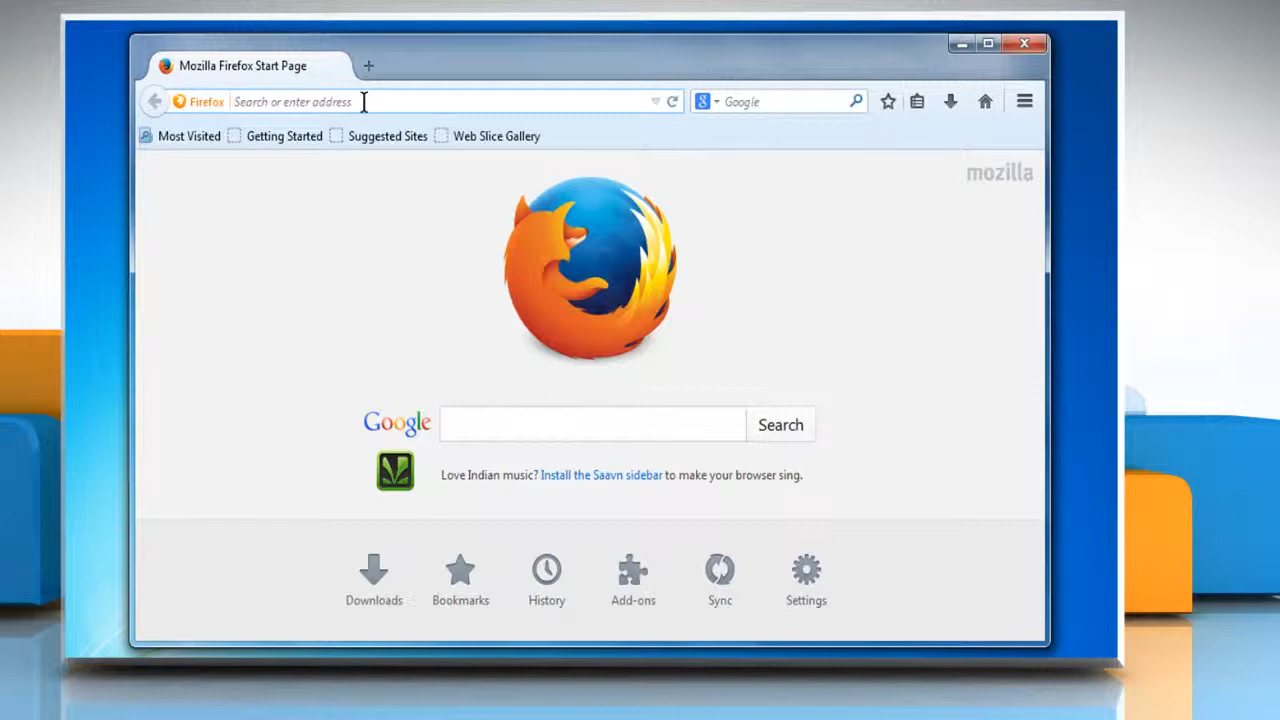 Mozilla Firefox Start Page
Firefox Search or enter address Google
Most Visited Getting Started Suggested Sites Web Slice Gallery
mozilla
Google Search
Love Indian music? Install the Saavn sidebar to make your browser sing.
Downloads Bookmarks History Add-ons Sync Settings